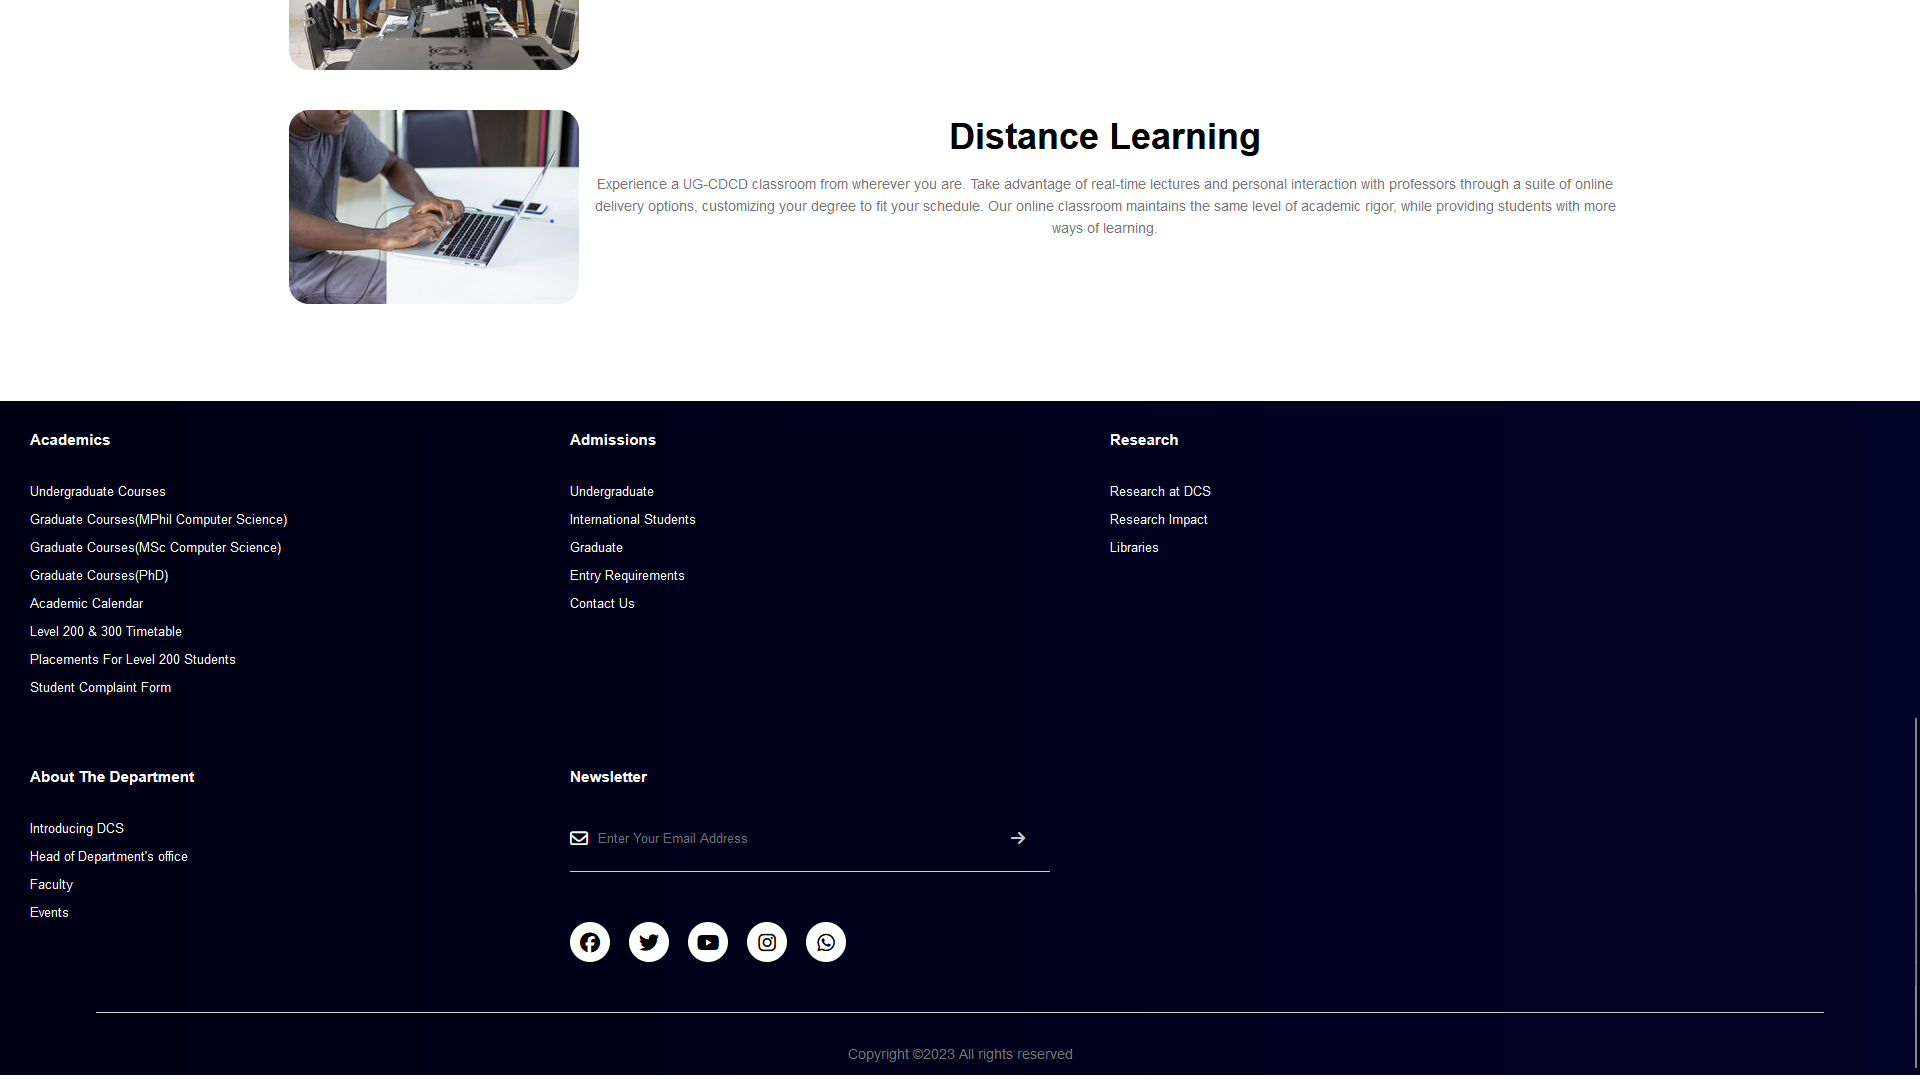 Distance Learning
Experience a UG-CDCD classroom from wherever you are. Take advantage of real-time lectures and personal interaction with professors through a suite of online
delivery options, customizing your degree to fit your schedule. Our online classroom maintains the same level of academic rigor, while providing students with more
ways of learning.
Academics
Undergraduate Courses
Graduate Courses(MPhil Computer Science)
Graduate Courses(MSc Computer Science)
Graduate Courses(PhD)
Academic Calendar
Level 200 & 300 Timetable
Placements For Level 200 Students
Student Complaint Form
Admissions
Undergraduate
International Students
Graduate
Entry Requirements
Contact Us
Research
Research at DCS
Research Impact
Libraries
About The Department
Introducing DCS
Head of Department's office
Faculty
Events
Newsletter
Enter Your Email Address
Copyright ©2023 All rights reserved